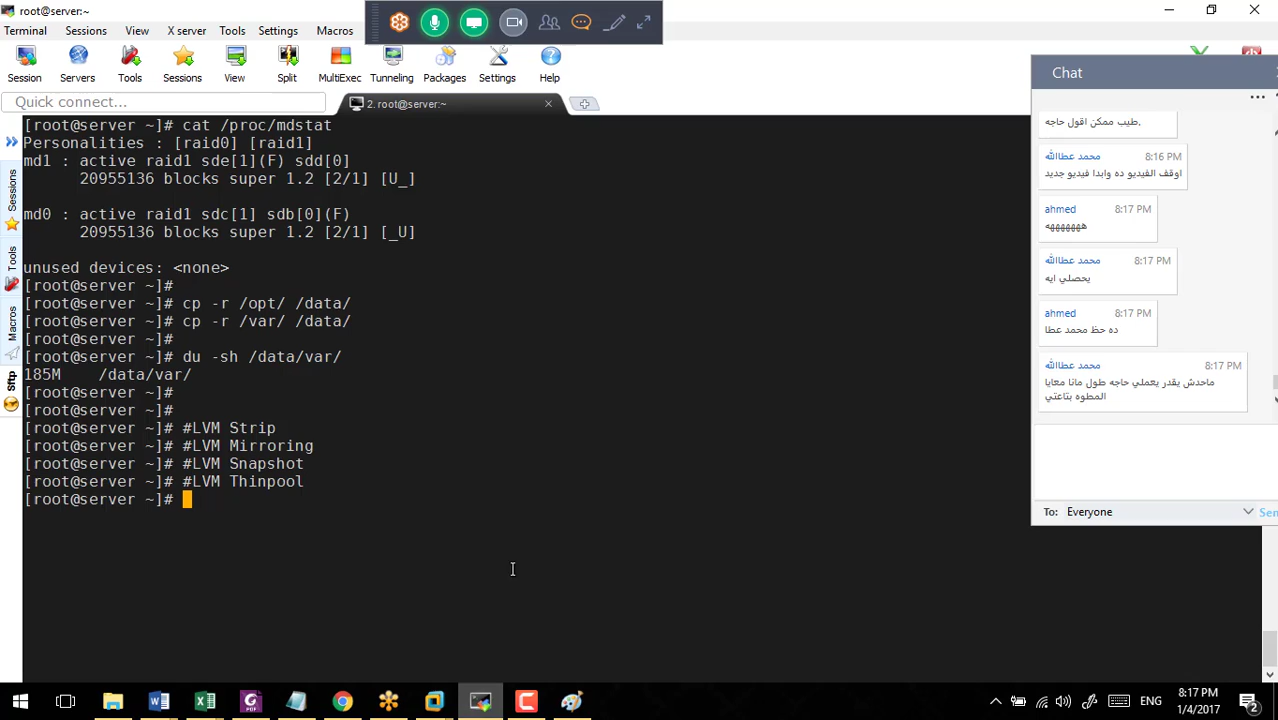 root@server:~
Terminal Sessions View X server Tools Settings Macros
Session Servers Tools Sessions View Split MultiExec Tunneling Packages Settings Help
Quick connect...
2. root@server:~
[root@server ~]# cat /proc/mdstat
Personalities : [raid0] [raid1]
md1 : active raid1 sde[1](F) sdd[0]
20955136 blocks super 1.2 [2/1] [U_]
md0 : active raid1 sdc[1] sdb[0](F)
20955136 blocks super 1.2 [2/1] [_U]
unused devices: <none>
[root@server ~]#
[root@server ~]# cp -r /opt/ /data/
[root@server ~]# cp -r /var/ /data/
[root@server ~]#
[root@server ~]# du -sh /data/var/
185M /data/var/
[root@server ~]#
[root@server ~]#
[root@server ~]# #LVM Strip
[root@server ~]# #LVM Mirroring
[root@server ~]# #LVM Snapshot
[root@server ~]# #LVM Thinpool
[root@server ~]#
Sessions
Tools
Macros
Sftp
Chat
طيب ممكن اقول حاجه.
محمد عطاالله 8:16 PM
اوقف الفيديو ده وابدا فيديو جديد
ahmed 8:17 PM
هههههههه
محمد عطاالله 8:17 PM
يحصلي ايه
ahmed 8:17 PM
ده حظ محمد عطا
محمد عطاالله 8:17 PM
ماحدش يقدر يعملي حاجه طول مانا معايا
المطوه بتاعتي
To: Everyone
ENG
8:17 PM
1/4/2017
2